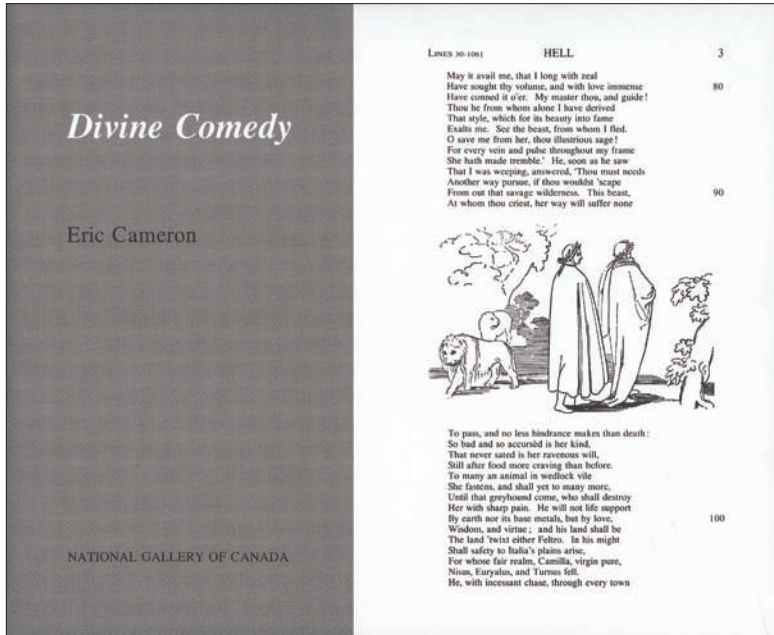 Divine Comedy
Eric Cameron
NATIONAL GALLERY OF CANADA
LINES 30-1061 HELL 3
May it avail me, that I long with zeal
Have sought thy volume, and with love immense 80
Have conned it o'er. My master thou, and guide!
Thou he from whom alone I have derived
That style, which for its beauty into fame
Exalts me. See the beast, from whom I fled.
O save me from her, thou illustrious sage!
For every vein and pulse throughout my frame
She hath made tremble.' He, soon as he saw
That I was weeping, answered, 'Thou must needs
Another way pursue, if thou wouldst 'scape
From out that savage wilderness. This beast, 90
At whom thou criest, her way will suffer none
To pass, and no less hindrance makes than death:
So bad and so accursèd is her kind,
That never sated is her ravenous will,
Still after food more craving than before.
To many an animal in wedlock vile
She fastens, and shall yet to many more,
Until that greyhound come, who shall destroy
Her with sharp pain. He will not life support
By earth nor its base metals, but by love, 100
Wisdom, and virtue; and his land shall be
The land 'twixt either Feltro. In his might
Shall safety to Italia's plains arise,
For whose fair realm, Camilla, virgin pure,
Nisus, Euryalus, and Turnus fell.
He, with incessant chase, through every town